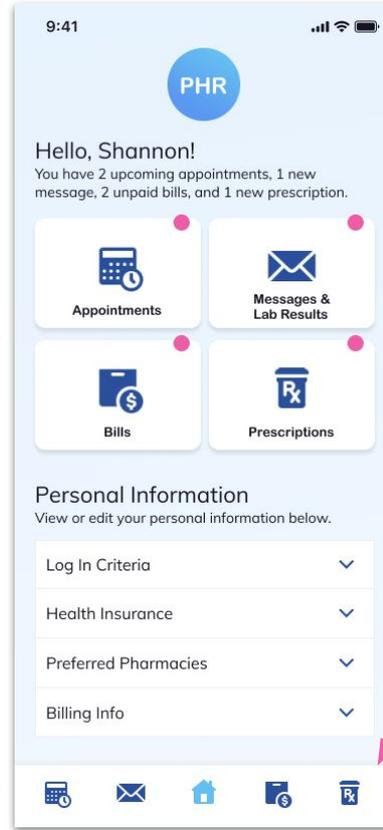 9:41
PHR
Hello, Shannon!
You have 2 upcoming appointments, 1 new
message, 2 unpaid bills, and 1 new prescription.
Appointments
Messages &
Lab Results
$
Bills
Rx
Prescriptions
Personal Information
View or edit your personal information below.
Log In Criteria
Health Insurance
Preferred Pharmacies
Billing Info
$
Rx